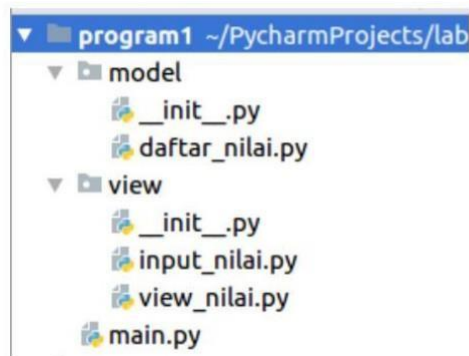 program1 ~/PycharmProjects/lab
model
__init__.py
daftar_nilai.py
view
__init__.py
input_nilai.py
view_nilai.py
main.py